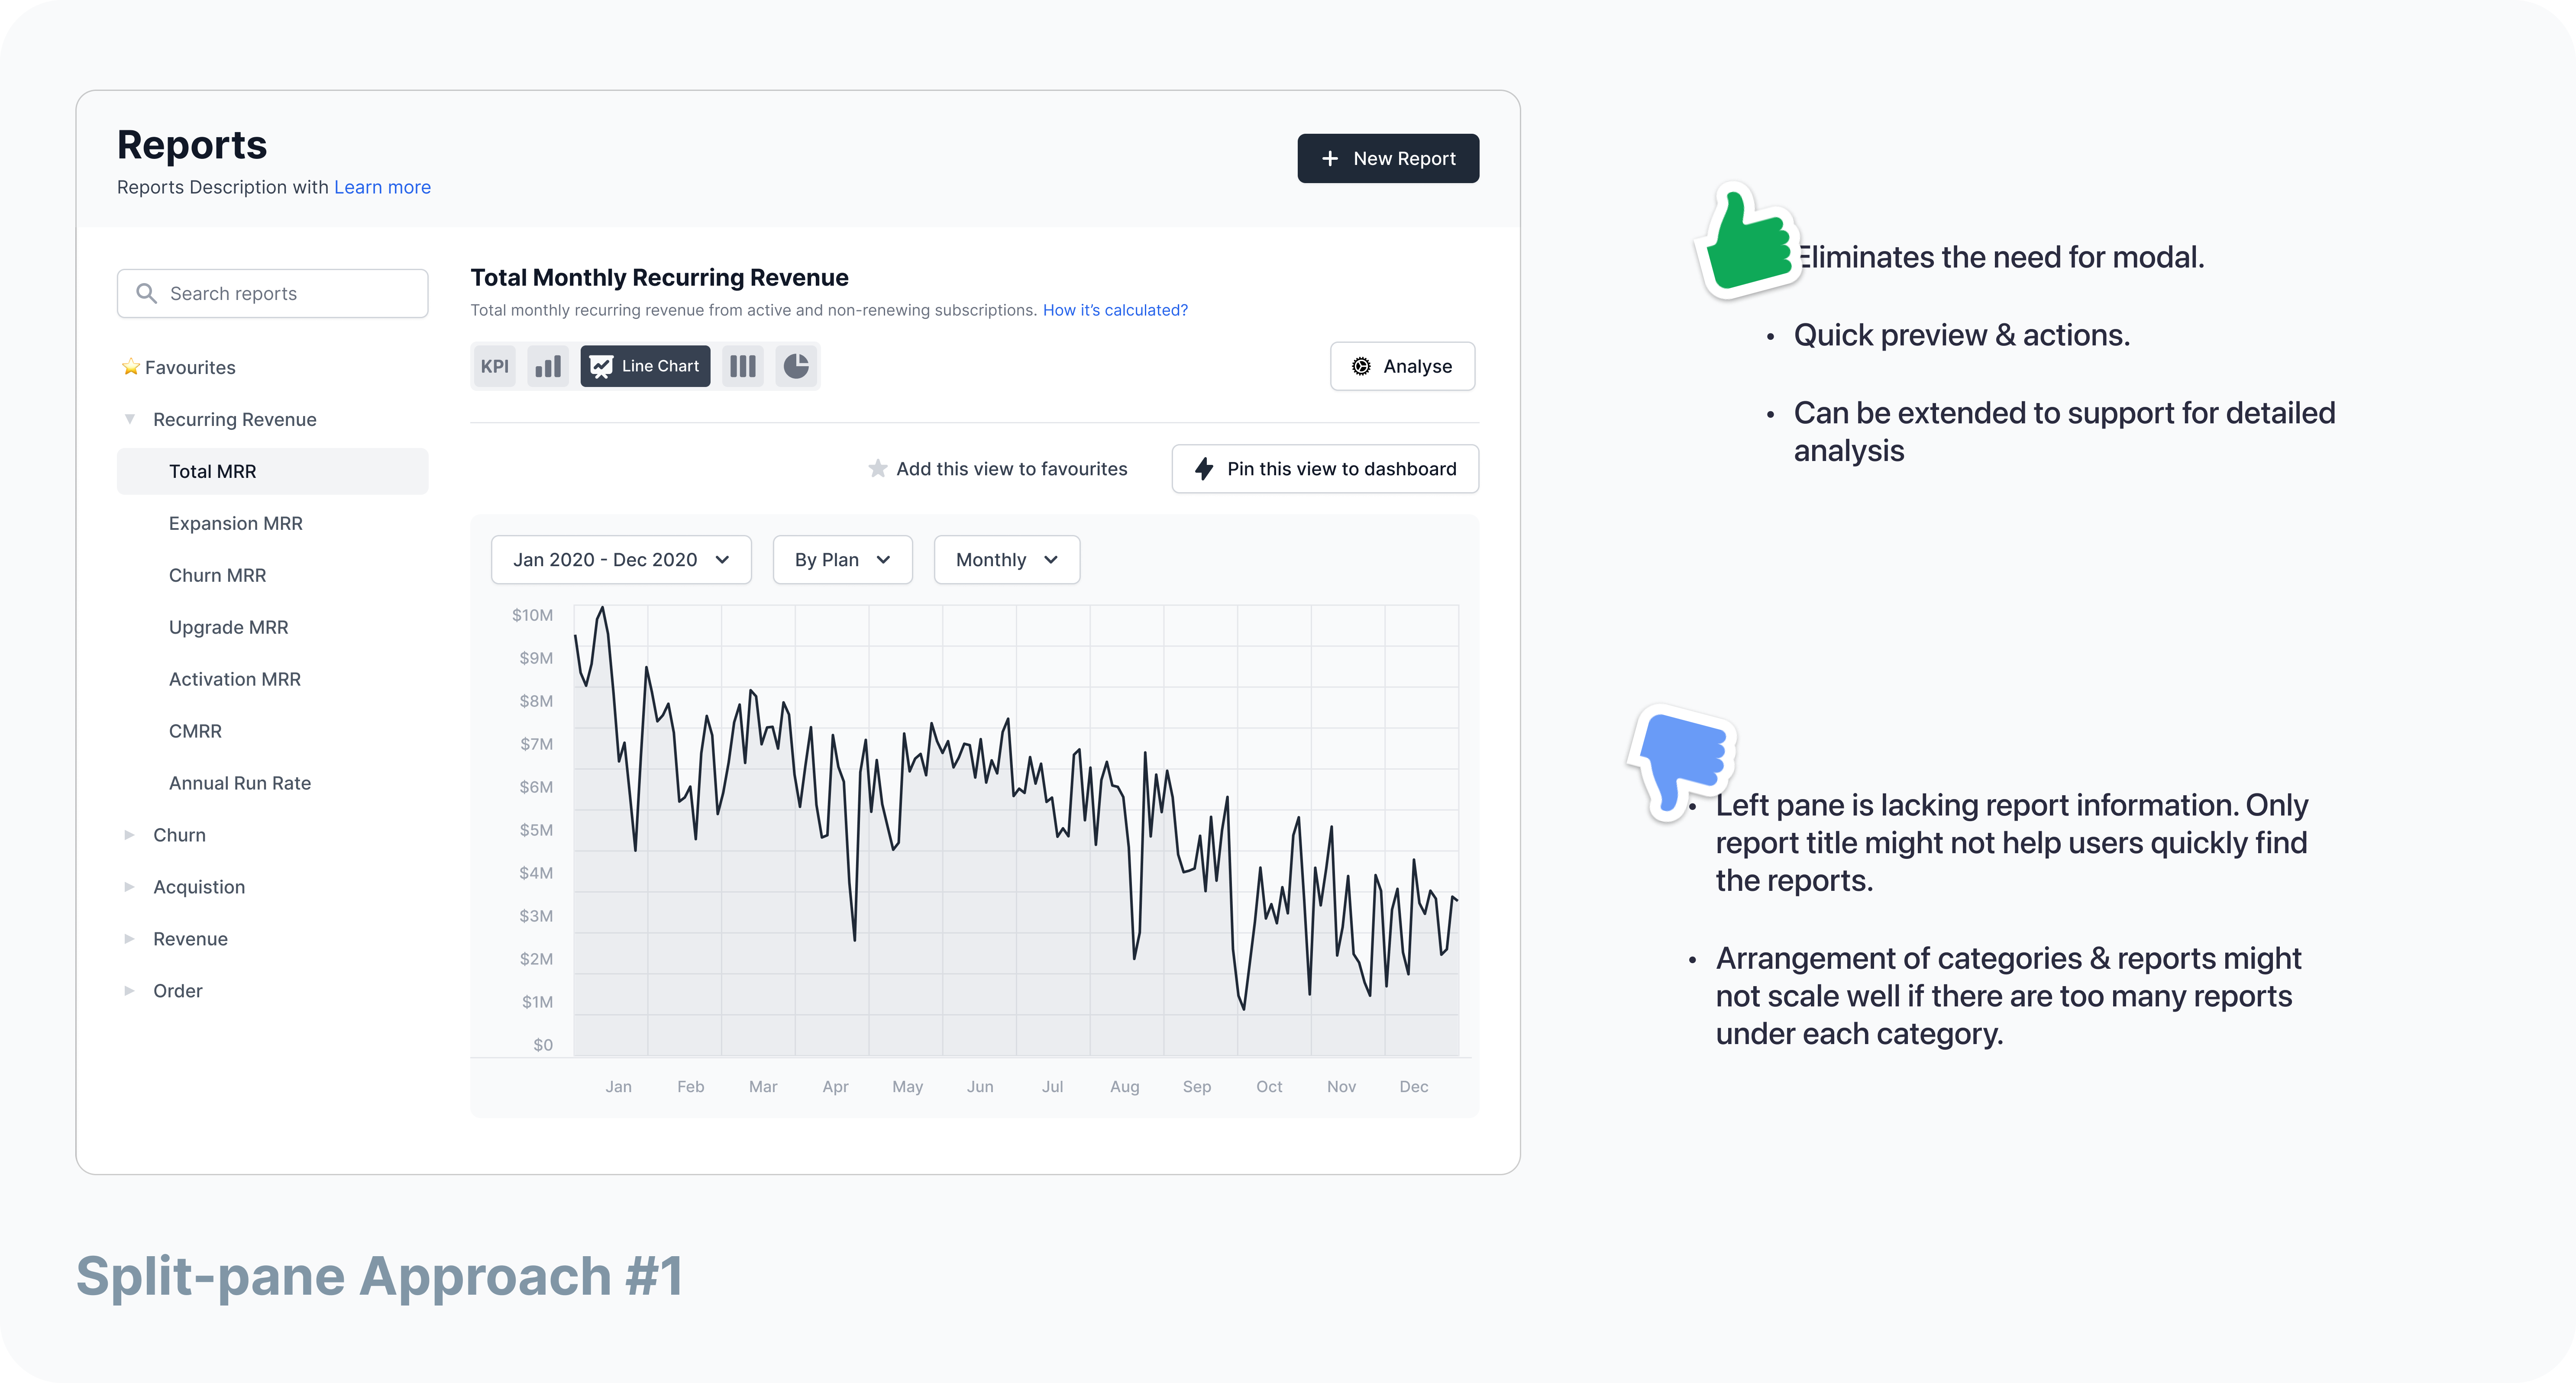 Reports
Reports Description with Learn more
+ New Report
Search reports
Favourites
Recurring Revenue
Total MRR
Expansion MRR
Churn MRR
Upgrade MRR
Activation MRR
CMRR
Annual Run Rate
Churn
Acquistion
Revenue
Order
Total Monthly Recurring Revenue
Total monthly recurring revenue from active and non-renewing subscriptions. How it's calculated?
KPI
Line Chart
Analyse
Add this view to favourites
Pin this view to dashboard
Jan 2020 - Dec 2020
By Plan
Monthly
$10M
$9M
$8M
$7M
$6M
$5M
$4M
$3M
$2M
$1M
$0
Jan Feb Mar Apr May Jun Jul Aug Sep Oct Nov Dec
Eliminates the need for modal.
• Quick preview & actions.
• Can be extended to support for detailed
analysis
• Left pane is lacking report information. Only
report title might not help users quickly find
the reports.
• Arrangement of categories & reports might
not scale well if there are too many reports
under each category.
Split-pane Approach #1